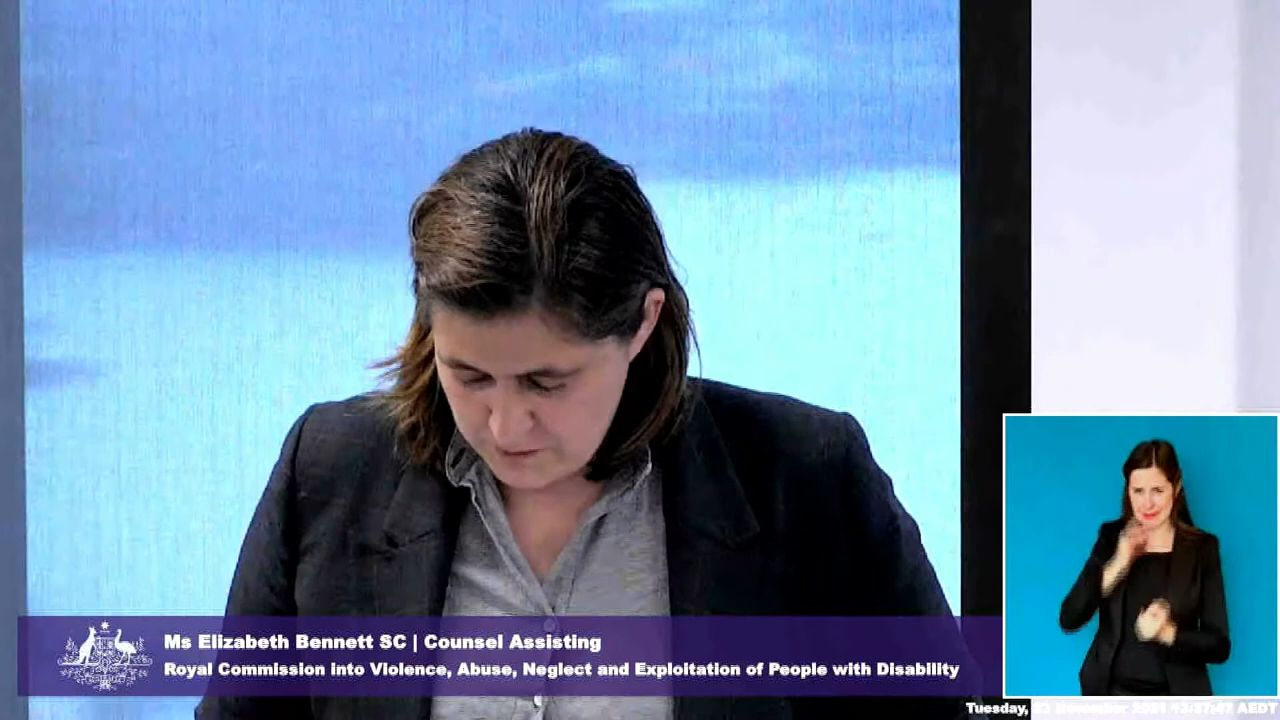 Ms Elizabeth Bennett SC | Counsel Assisting
Royal Commission into Violence, Abuse, Neglect and Exploitation of People with Disability
Tuesday, November AEDT